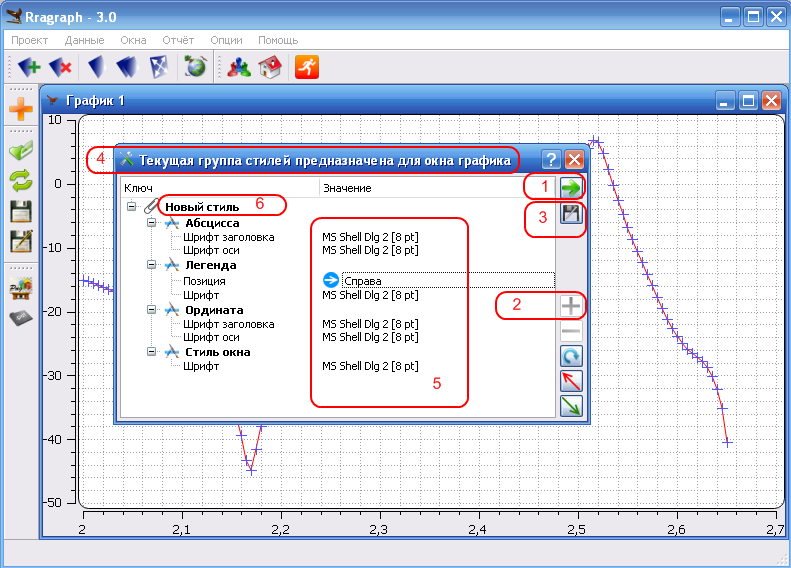 Rragraph - 3.0
Проект Данные Окна Отчёт Опции Помощь
График 1
4 Текущая группа стилей предназначена для окна графика
Ключ Значение 1
Новый стиль 6
3
Абсцисса
Шрифт заголовка MS Shell Dlg 2 [8 pt]
Шрифт оси MS Shell Dlg 2 [8 pt]
Легенда
Позиция Справа
Шрифт MS Shell Dlg 2 [8 pt]
2
Ордината
Шрифт заголовка MS Shell Dlg 2 [8 pt]
Шрифт оси MS Shell Dlg 2 [8 pt]
Стиль окна
Шрифт MS Shell Dlg 2 [8 pt]
5
10
0
-10
-20
-30
-40
-50
2 2,1 2,2 2,3 2,4 2,5 2,6 2,7